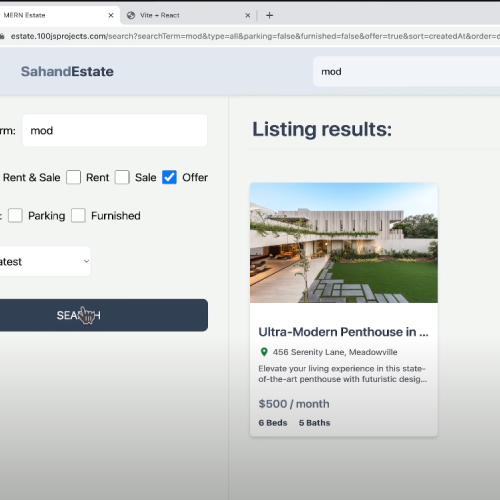 MERN Estate × Vite + React × +
estate.100jsprojects.com/search?searchTerm=mod&type=all&parking=false&furnished=false&offer=true&sort=createdAt&order=
SahandEstate mod
rm: mod
Listing results:
Rent & Sale Rent Sale Offer
: Parking Furnished
atest
SEARCH
Ultra-Modern Penthouse in ...
456 Serenity Lane, Meadowville
Elevate your living experience in this state-
of-the-art penthouse with futuristic desig...
$500 / month
6 Beds 5 Baths